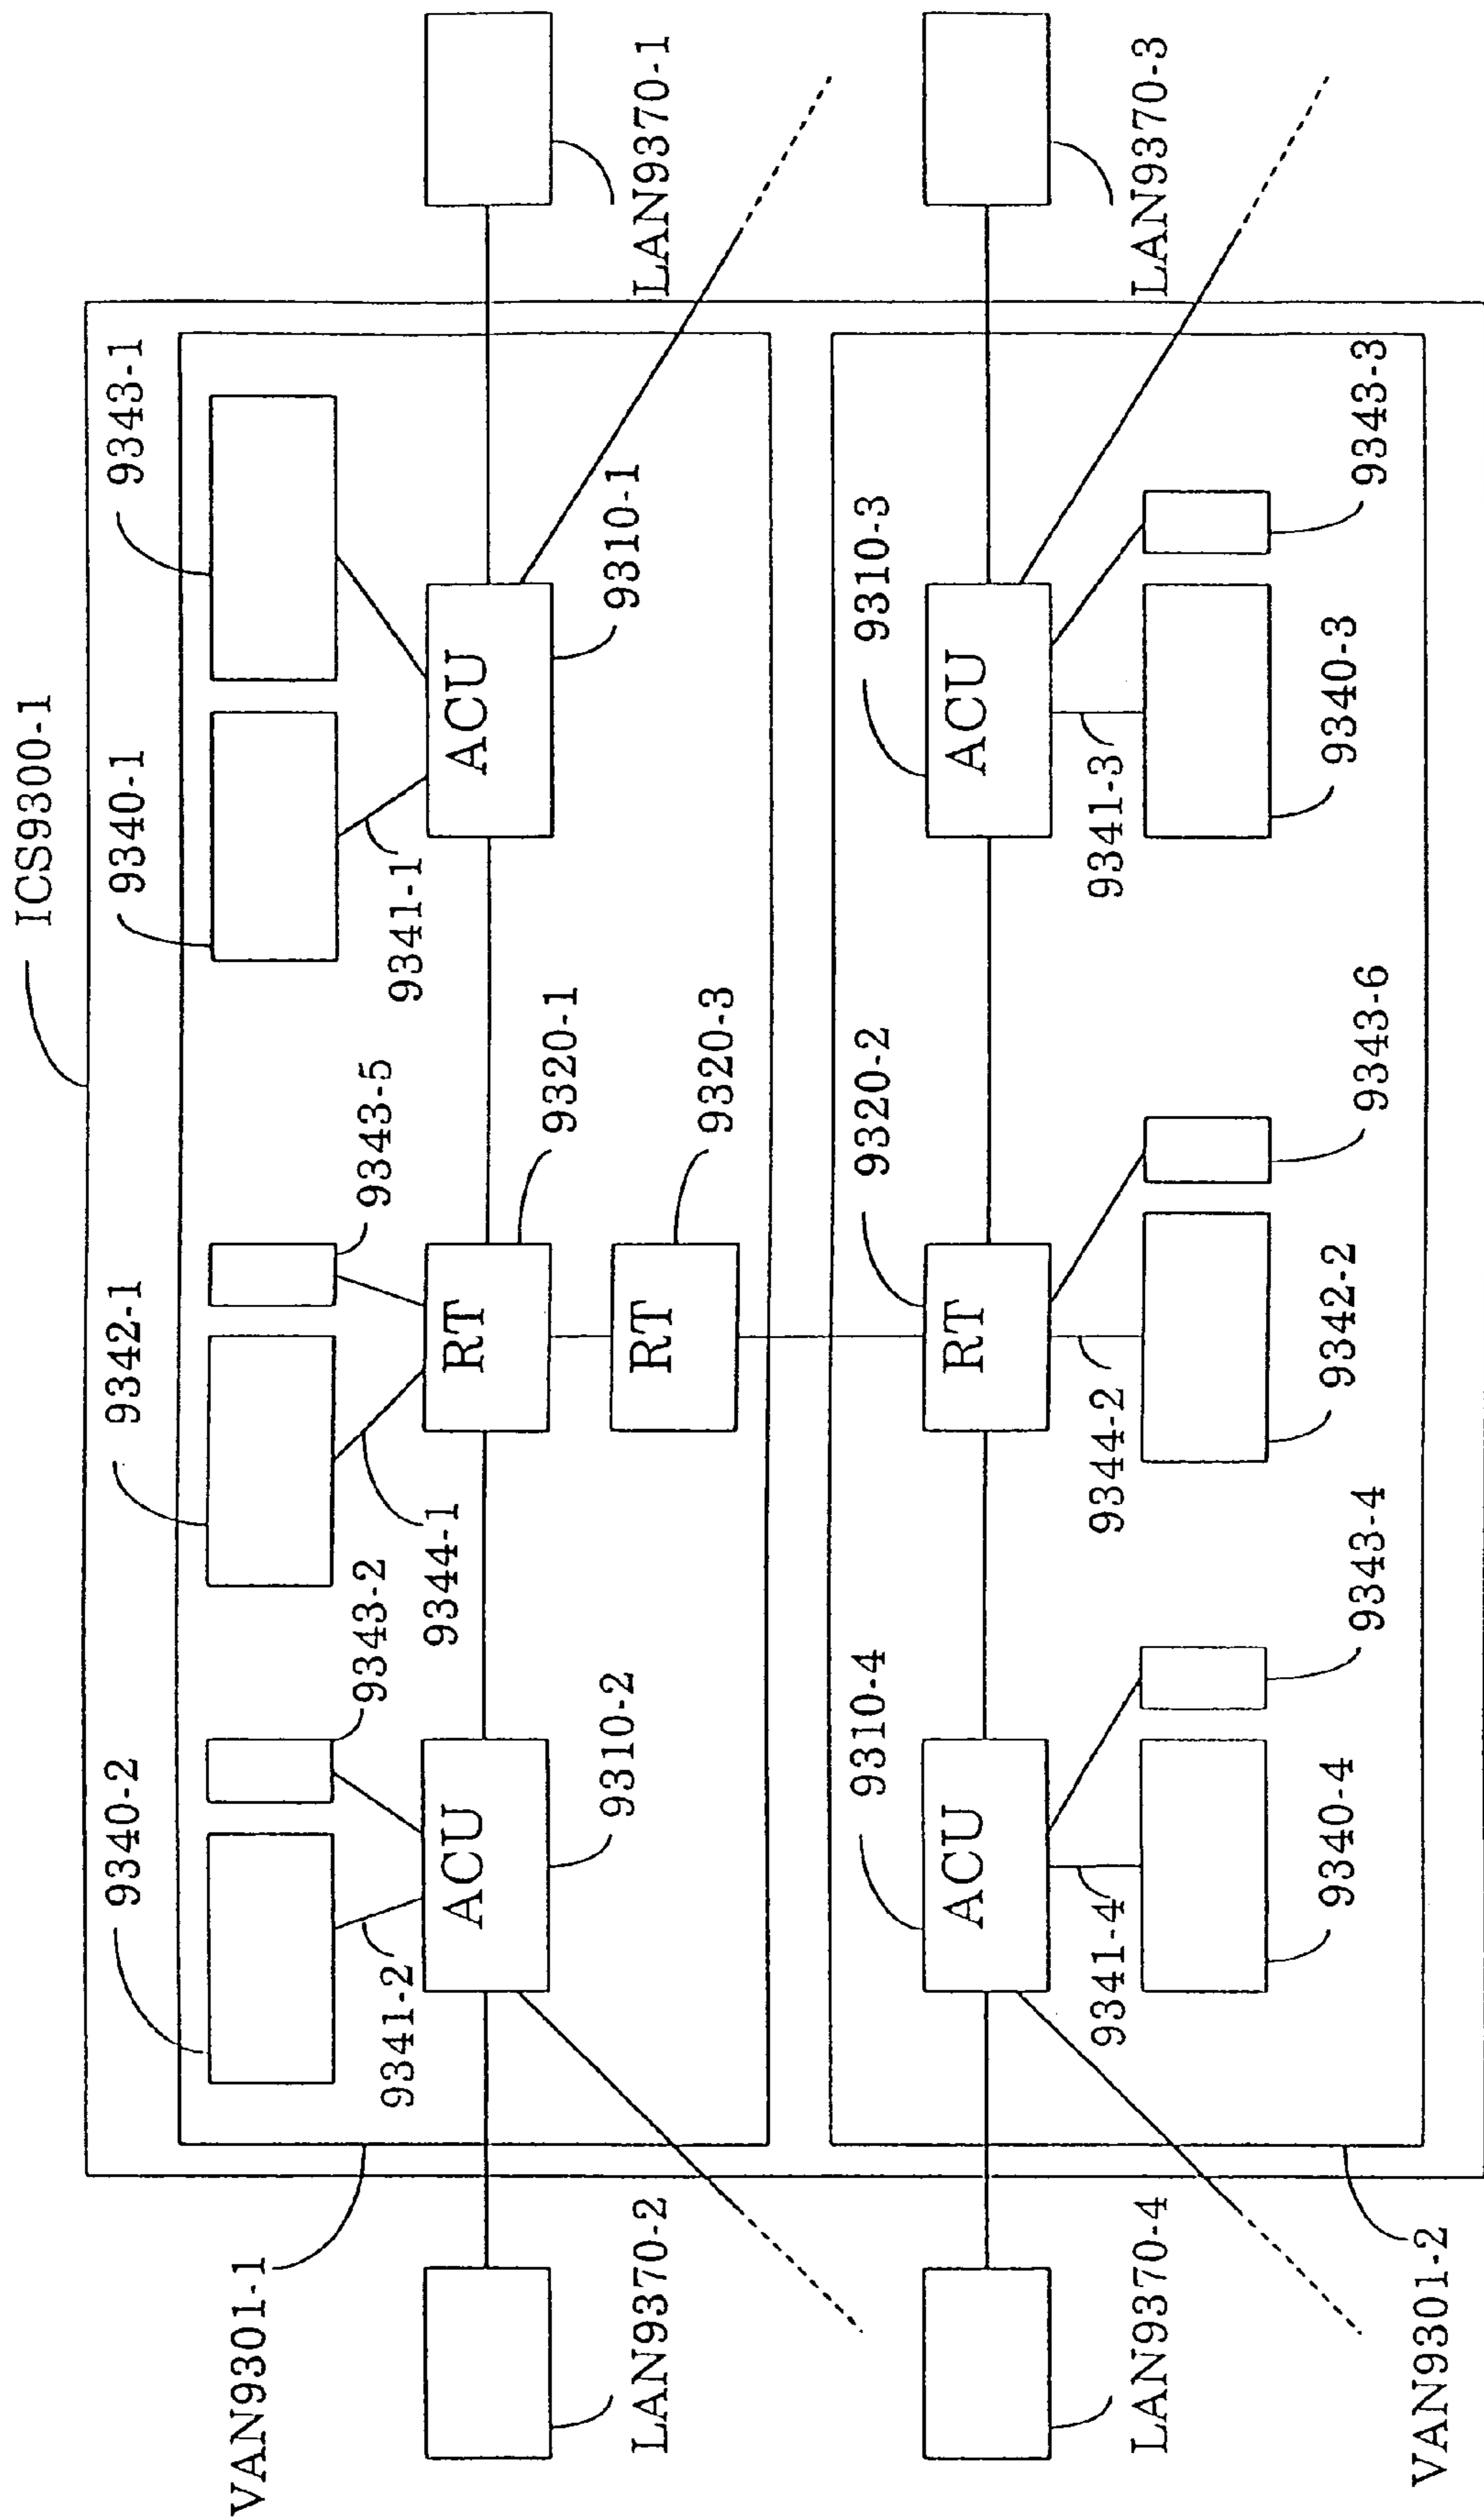 ICS9300-1
9340-2
9342-1
9340-1
9343-1
VAN9301-1
9343-2
9343-5
9341-2
9341-1
9344-1
ACU
RT
ACU
9320-1
9310-2
9310-1
LAN9370-2
RT
LAN9370-1
9320-3
9310-4
9320-2
9310-3
ACU
RT
ACU
9341-4
9344-2
9341-3
LAN9370-4
LAN9370-3
9340-4
9342-2
9340-3
9343-4
9343-6
9343-3
VAN9301-2